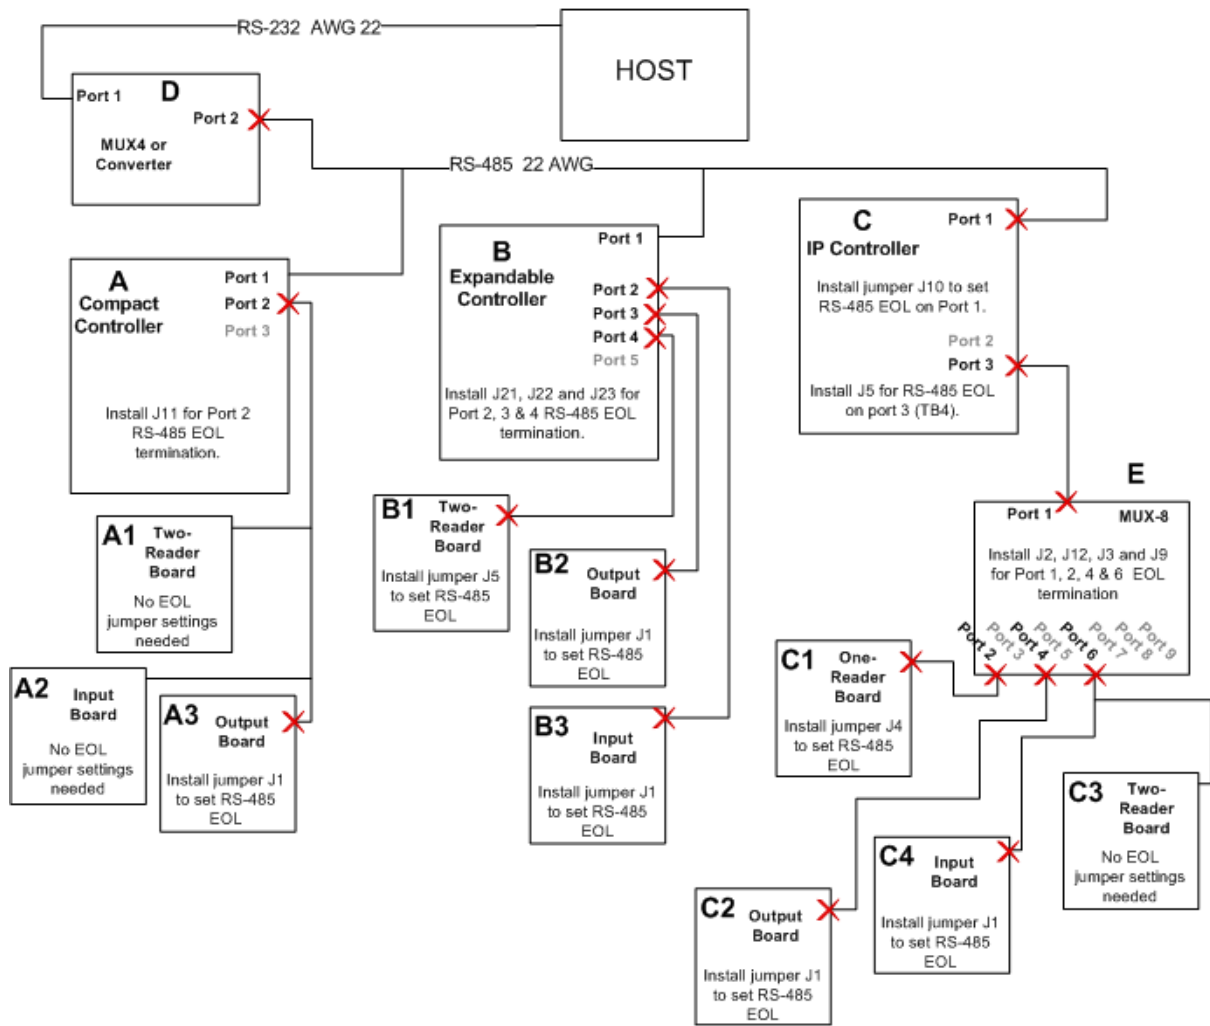 RS-232 AWG 22
HOST
D
Port 1
Port 2
MUX4 or
Converter
RS-485 22 AWG
A
Compact
Controller
Port 1
Port 2
Port 3
Install J11 for Port 2
RS-485 EOL
termination.
B
Expandable
Controller
Port 1
Port 2
Port 3
Port 4
Port 5
Install J21, J22 and J23 for
Port 2, 3 & 4 RS-485 EOL
termination.
C
IP Controller
Port 1
Install jumper J10 to set
RS-485 EOL on Port 1.
Port 2
Port 3
Install J5 for RS-485 EOL
on port 3 (TB4).
E
Port 1
MUX-8
Install J2, J12, J3 and J9
for Port 1, 2, 4 & 6 EOL
termination
Port 2
Port 3
Port 4
Port 5
Port 6
Port 7
Port 8
Port 9
A1
Two-
Reader
Board
No EOL
jumper settings
needed
A2
Input
Board
No EOL
jumper settings
needed
A3
Output
Board
Install jumper J1
to set RS-485
EOL
B1
Two-
Reader
Board
Install jumper J5
to set RS-485
EOL
B2
Output
Board
Install jumper J1
to set RS-485
EOL
B3
Input
Board
Install jumper J1
to set RS-485
EOL
C1
One-
Reader
Board
Install jumper J4
to set RS-485
EOL
C2
Output
Board
Install jumper J1
to set RS-485
EOL
C4
Input
Board
Install jumper J1
to set RS-485
EOL
C3
Two-
Reader
Board
No EOL
jumper settings
needed